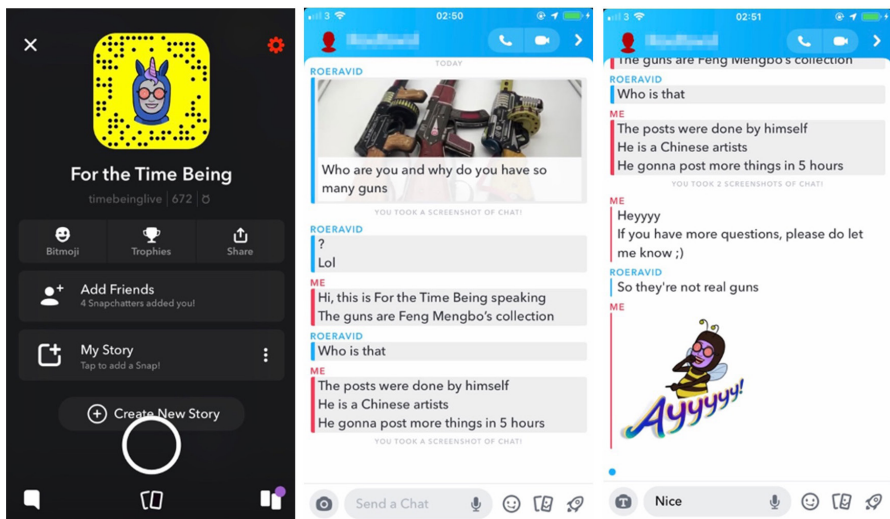 For the Time Being
timebeinglive | 672 | ♉
Bitmoji
Trophies
Share
Add Friends
4 Snapchatters added you!
My Story
Tap to add a Snap!
Create New Story
3
02:50
TODAY
ROERAVID
Who are you and why do you have so
many guns
YOU TOOK A SCREENSHOT OF CHAT!
ROERAVID
?
Lol
ME
Hi, this is For the Time Being speaking
The guns are Feng Mengbo's collection
ROERAVID
Who is that
ME
The posts were done by himself
He is a Chinese artists
He gonna post more things in 5 hours
YOU TOOK A SCREENSHOT OF CHAT!
Send a Chat
3
02:51
The guns are Feng Mengbo's collection
ROERAVID
Who is that
ME
The posts were done by himself
He is a Chinese artists
He gonna post more things in 5 hours
YOU TOOK 2 SCREENSHOTS OF CHAT!
ME
Heyyyy
If you have more questions, please do let
me know ;)
ROERAVID
So they're not real guns
ME
Ayyyyyy!
T
Nice